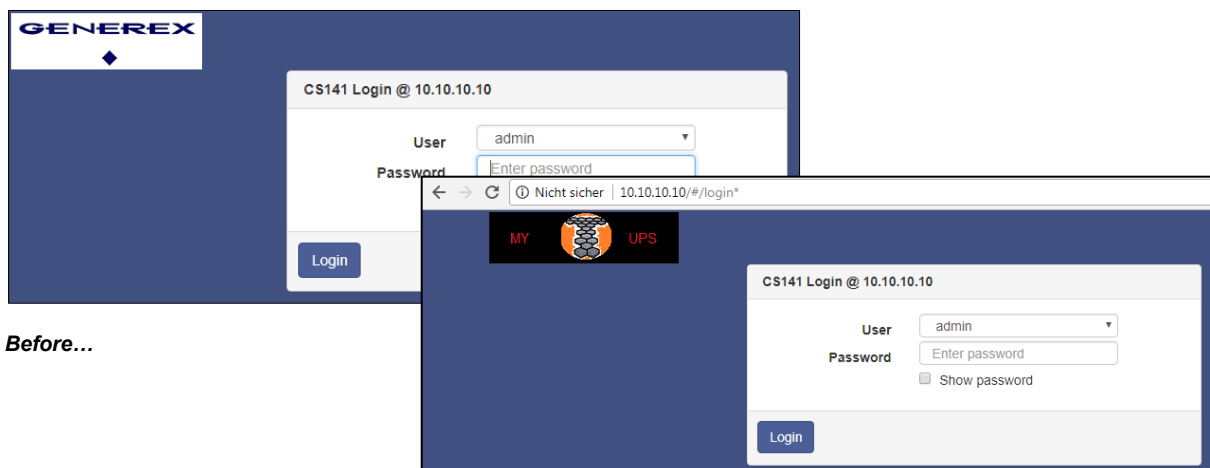 GENEREX
CS141 Login @ 10.10.10.10
User admin
Password Enter password
Login
Before…
Nicht sicher | 10.10.10.10/#/login*
MY UPS
CS141 Login @ 10.10.10.10
User admin
Password Enter password
Show password
Login